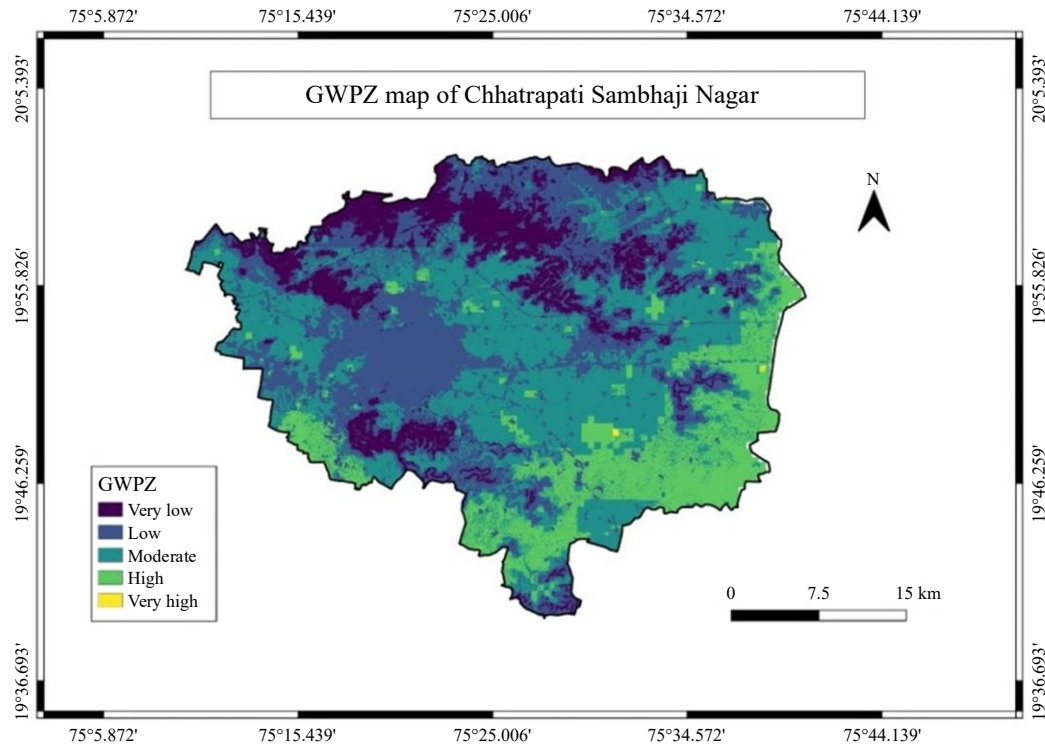 75°5.872' 75°15.439' 75°25.006' 75°34.572' 75°44.139'
20°5.393' 20°5.393'
GWPZ map of Chhatrapati Sambhaji Nagar
N
19°55.826' 19°55.826'
19°46.259' 19°46.259'
GWPZ
Very low
Low
Moderate
High
Very high
0 7.5 15 km
19°36.693' 19°36.693'
75°5.872' 75°15.439' 75°25.006' 75°34.572' 75°44.139'